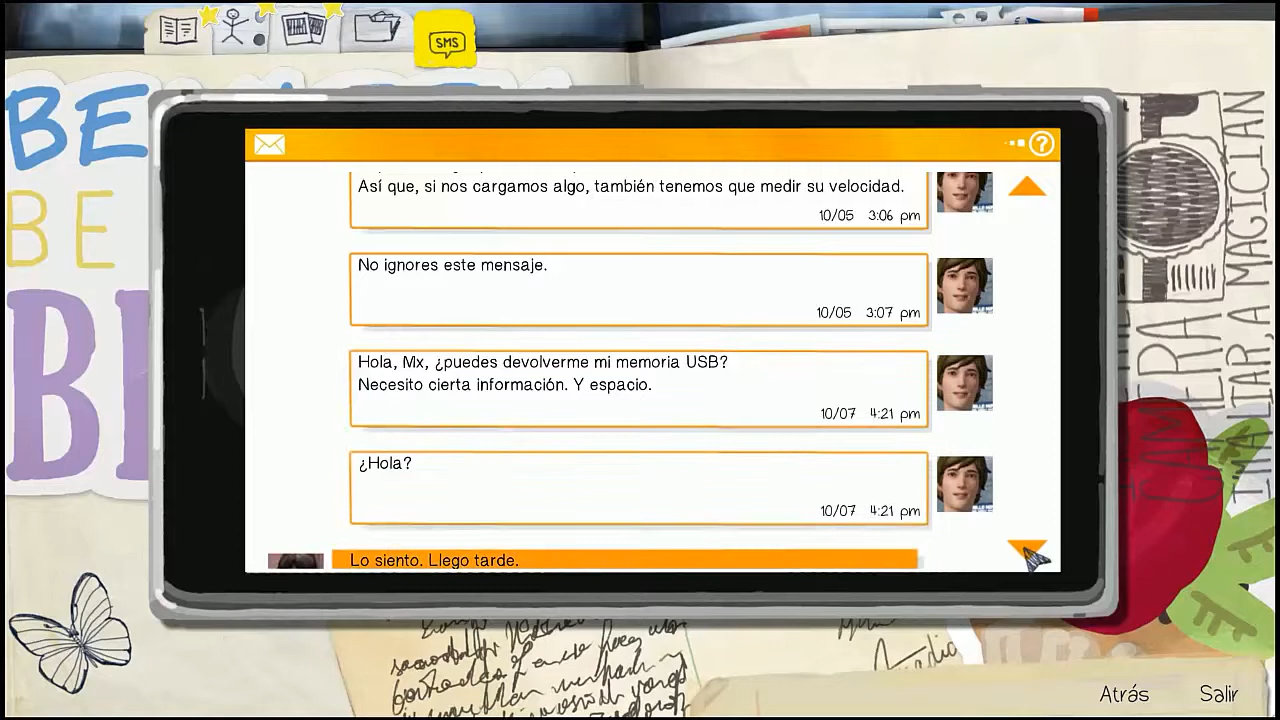 SMS
BE
BE
Así que, si nos cargamos algo, también tenemos que medir su velocidad.
10/05 3:06 pm
No ignores este mensaje.
10/05 3:07 pm
Hola, Mx, ¿puedes devolverme mi memoria USB?
Necesito cierta información. Y espacio.
10/07 4:21 pm
¿Hola?
10/07 4:21 pm
Lo siento. Llego tarde.
Atrás
Salir